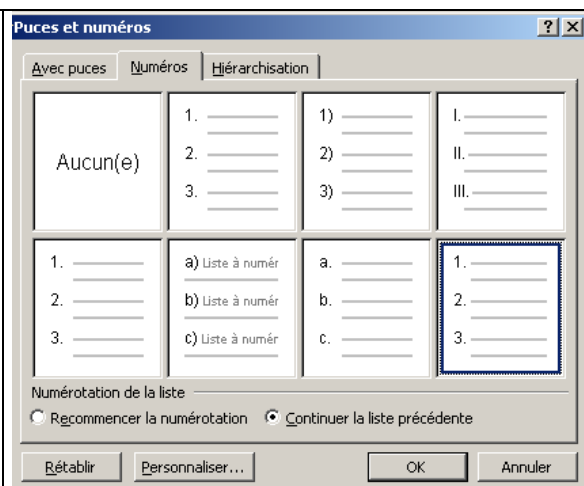 Puces et numéros
Avec puces Numéros Hiérarchisation
Aucun(e)
1.
2.
3.
1)
2)
3)
I.
II.
III.
1.
2.
3.
a) Liste à numér
b) Liste à numér
c) Liste à numér
a.
b.
c.
1.
2.
3.
Numérotation de la liste
Recommencer la numérotation Continuer la liste précédente
Rétablir Personnaliser... OK Annuler